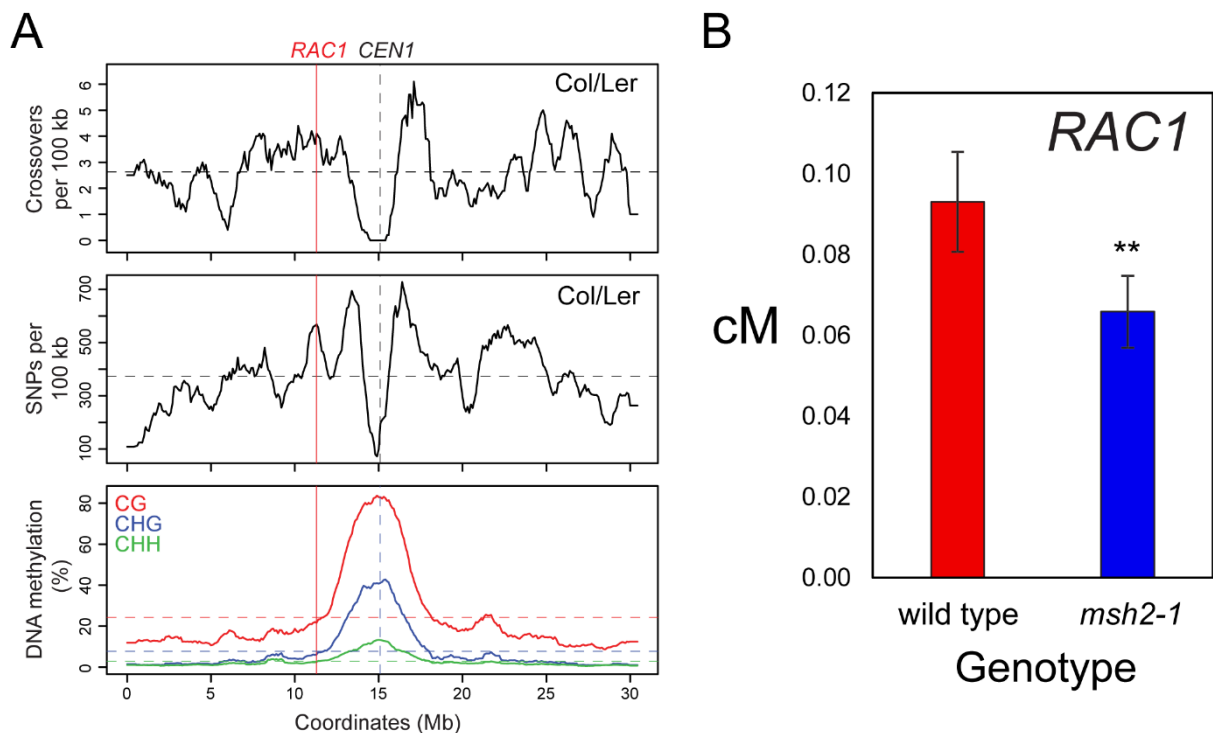 A
RAC1 CEN1
Col/Ler
Crossovers
per 100 kb
6
5
4
3
2
1
0
Col/Ler
SNPs per
100 kb
700
500
300
100
CG
CHG
CHH
DNA methylation
(%)
80
60
40
20
0
0 5 10 15 20 25 30
Coordinates (Mb)
B
RAC1
**
cM
0.12
0.10
0.08
0.06
0.04
0.02
0.00
wild type msh2-1
Genotype